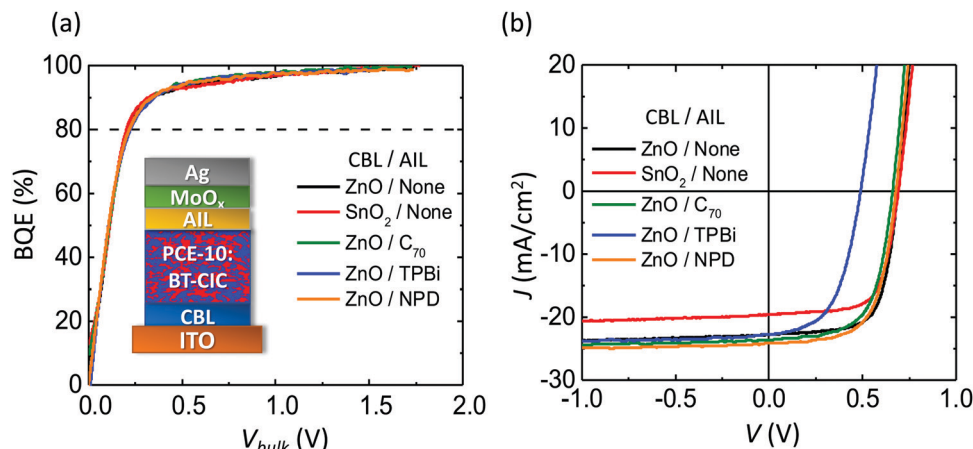 (a)
BQE (%)
100
80
60
40
20
0
0.0 0.5 1.0 1.5 2.0
V_bulk (V)
CBL / AIL
ZnO / None
SnO₂ / None
ZnO / C₇₀
ZnO / TPBi
ZnO / NPD
Ag
MoOₓ
AIL
PCE-10:
BT-CIC
CBL
ITO
(b)
J (mA/cm²)
20
10
0
-10
-20
-30
-1.0 -0.5 0.0 0.5 1.0
V (V)
CBL / AIL
ZnO / None
SnO₂ / None
ZnO / C₇₀
ZnO / TPBi
ZnO / NPD